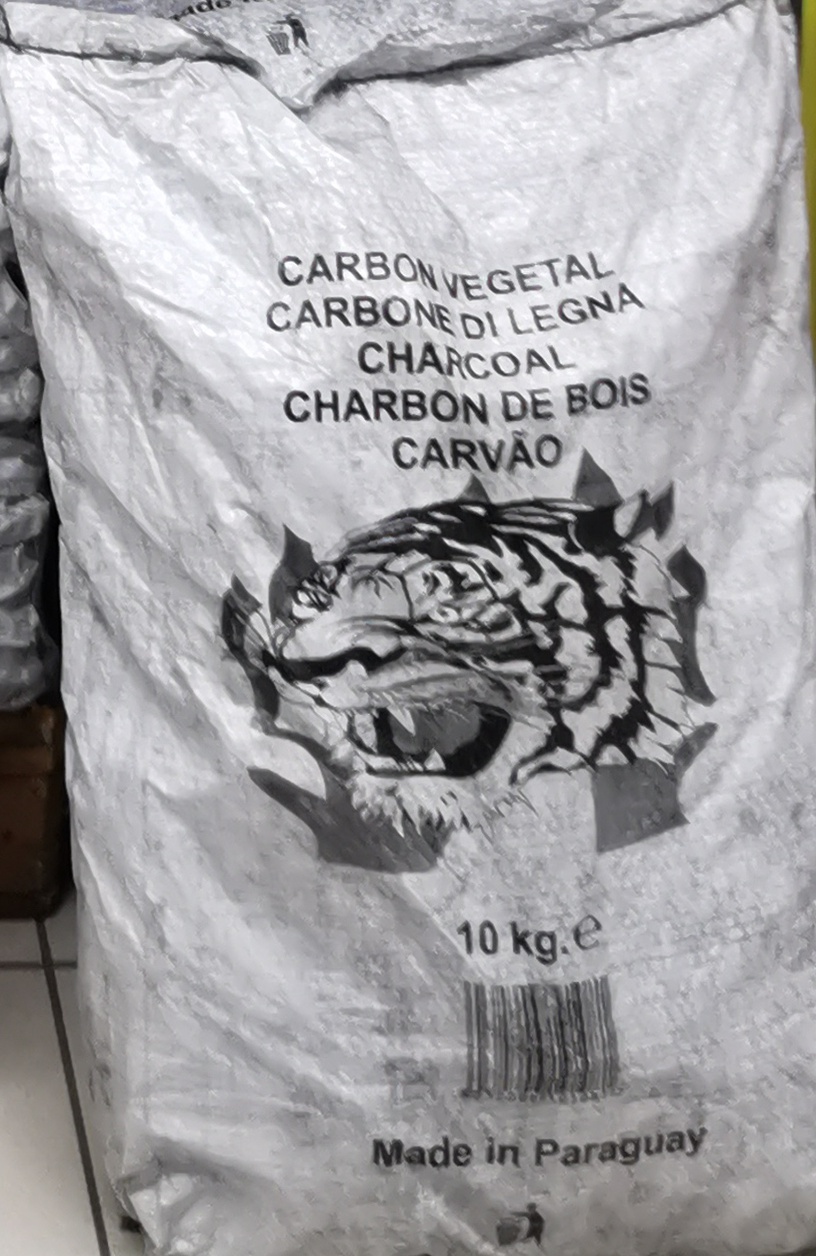 CARBON VEGETAL
CARBONE DI LEGNA
CHARCOAL
CHARBON DE BOIS
CARVÃO
10 kg.e
Made in Paraguay